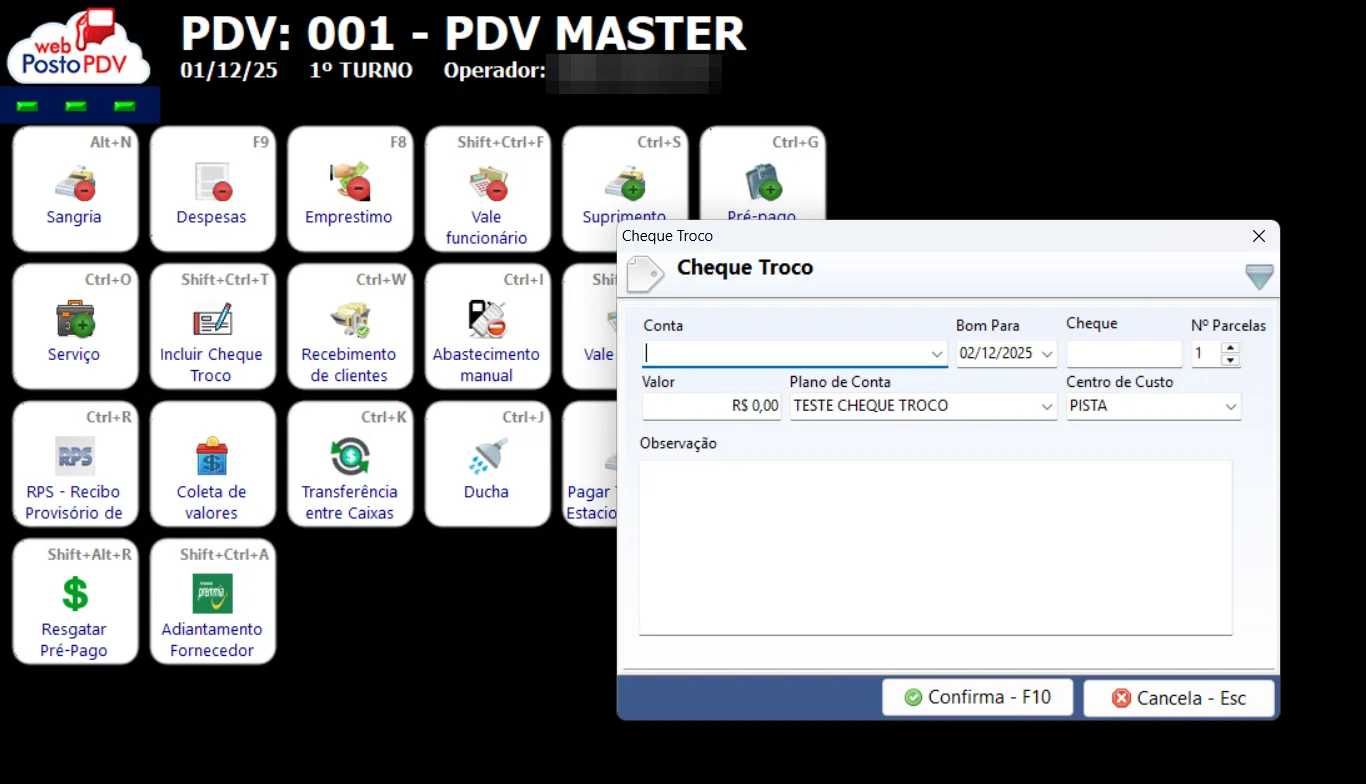 web
PostoPDV
PDV: 001 - PDV MASTER
01/12/25 1º TURNO Operador:
Alt+N
Sangria
F9
Despesas
F8
Emprestimo
Shift+Ctrl+F
Vale
funcionário
Ctrl+S
Suprimento
Ctrl+G
Pré-pago
Ctrl+O
Serviço
Shift+Ctrl+T
Incluir Cheque
Troco
Ctrl+W
Recebimento
de clientes
Ctrl+I
Abastecimento
manual
Shi
Vale
Ctrl+R
RPS
RPS - Recibo
Provisório de
Coleta de
valores
Ctrl+K
Transferência
entre Caixas
Ctrl+J
Ducha
Pagar
Estacio
Shift+Alt+R
Resgatar
Pré-Pago
Shift+Ctrl+A
premmia
Adiantamento
Fornecedor
Cheque Troco
Cheque Troco
Conta
Bom Para
Cheque
Nº Parcelas
02/12/2025
1
Valor
Plano de Conta
Centro de Custo
R$ 0,00
TESTE CHEQUE TROCO
PISTA
Observação
Confirma - F10
Cancela - Esc